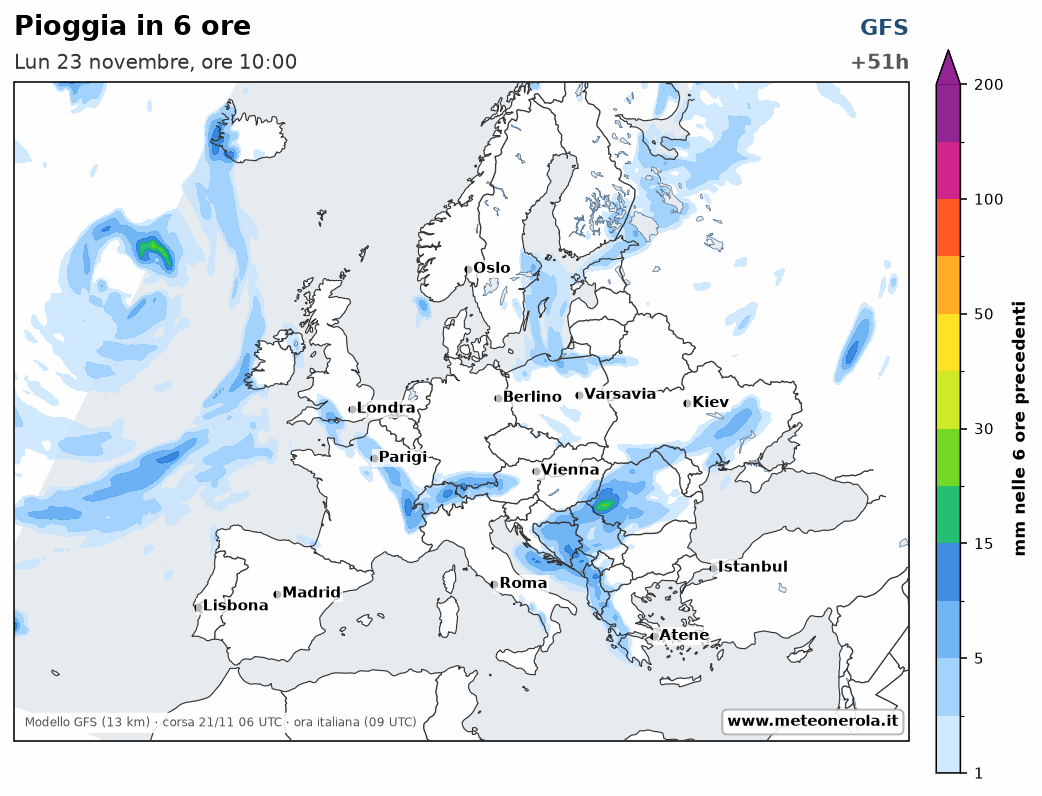 Pioggia in 6 ore
GFS
Lun 23 novembre, ore 10:00
+51h
200
100
50
30
15
5
1
mm nelle 6 ore precedenti
Oslo
Berlino
Varsavia
Kiev
Londra
Parigi
Vienna
Istanbul
Roma
Madrid
Lisbona
Atene
Modello GFS (13 km) · corsa 21/11 06 UTC · ora italiana (09 UTC)
www.meteonerola.it